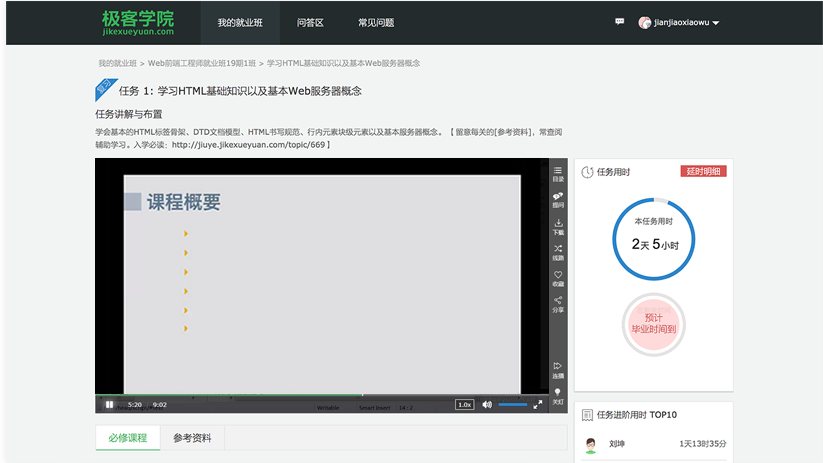 极客学院
jikexueyuan.com
我的就业班
问答区
常见问题
jianjiaoxiaowu
我的就业班 > Web前端工程师就业班19期1班 > 学习HTML基础知识以及基本Web服务器概念
复习
任务 1: 学习HTML基础知识以及基本Web服务器概念
任务讲解与布置
学会基本的HTML标签骨架、DTD文档模型、HTML书写规范、行内元素块级元素以及基本服务器概念。【留意每关的[参考资料]，常查阅
辅助学习。入学必读：http://jiuye.jikexueyuan.com/topic/669】
课程概要
目录
提问
下载
线路
收藏
分享
连播
关灯
5:20
9:02
1.0x
Writable
Smart Insert
14 : 2
必修课程
参考资料
任务用时
延时明细
本任务用时
2天 5小时
预计
毕业时间到
任务进阶用时 TOP10
刘坤
1天13时35分